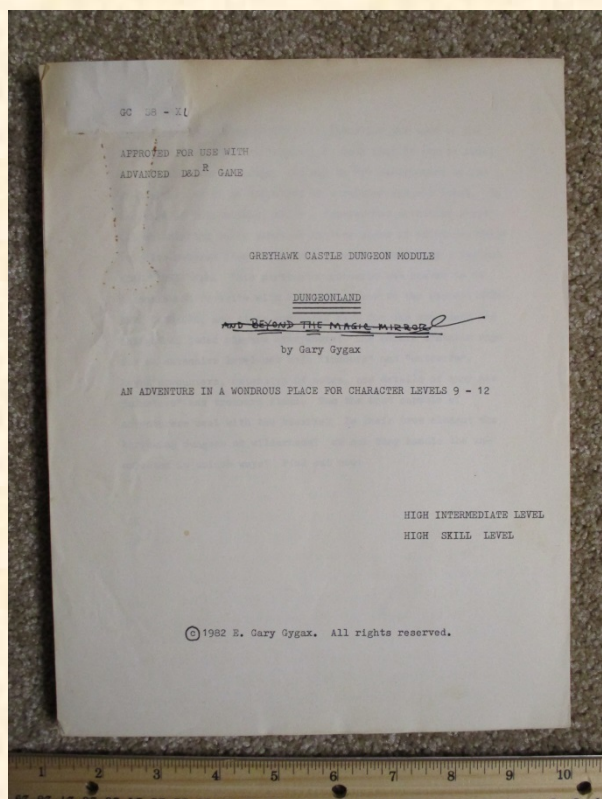 GC
APPROVED FOR USE WITH
ADVANCED D&D R GAME
GREYHAWK CASTLE DUNGEON MODULE
DUNGEONLAND
AND BEYOND THE MAGIC MIRROR
by Gary Gygax
AN ADVENTURE IN A WONDROUS PLACE FOR CHARACTER LEVELS 9 - 12
HIGH INTERMEDIATE LEVEL
HIGH SKILL LEVEL
©1982 E. Gary Gygax. All rights reserved.
1 2 3 4 5 6 7 8 9 10